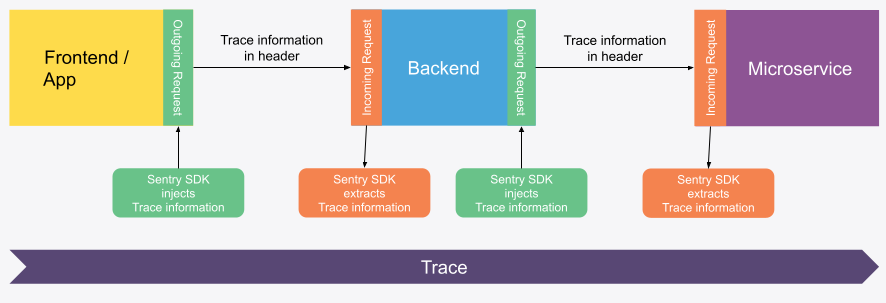 Frontend /
App
Outgoing Request
Trace information
in header
Incoming Request
Backend
Outgoing Request
Trace information
in header
Incoming Request
Microservice
Sentry SDK
injects
Trace information
Sentry SDK
extracts
Trace information
Sentry SDK
injects
Trace information
Sentry SDK
extracts
Trace information
Trace